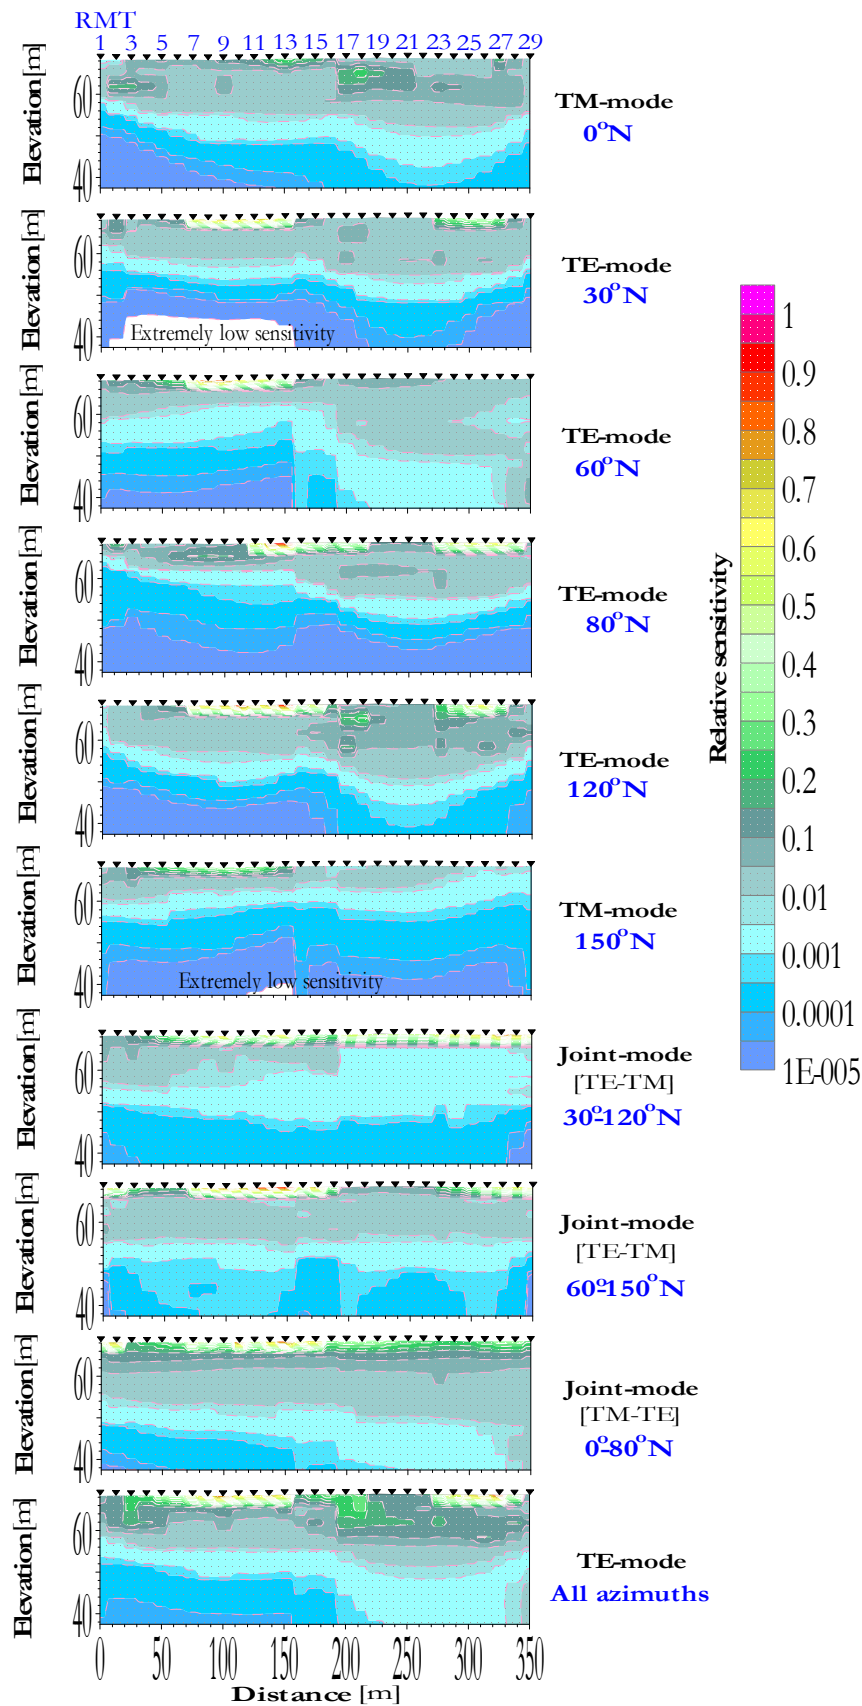 RMT
1 3 5 7 9 11 13 15 17 19 21 23 25 27 29
Elevation[m]
60
40
TM-mode
0°N
Elevation[m]
60
40
Extremely low sensitivity
TE-mode
30°N
Elevation[m]
60
40
TE-mode
60°N
Elevation[m]
60
40
TE-mode
80°N
Elevation[m]
60
40
TE-mode
120°N
Elevation[m]
60
40
Extremely low sensitivity
TM-mode
150°N
Elevation[m]
60
40
Joint-mode
[TE-TM]
30°-120°N
Elevation[m]
60
40
Joint-mode
[TE-TM]
60°-150°N
Elevation[m]
60
40
Joint-mode
[TM-TE]
0°-80°N
Elevation[m]
60
40
TE-mode
All azimuths
0 50 100 150 200 250 300 350
Distance [m]
Relative sensitivity
1
0.9
0.8
0.7
0.6
0.5
0.4
0.3
0.2
0.1
0.01
0.001
0.0001
1E-005